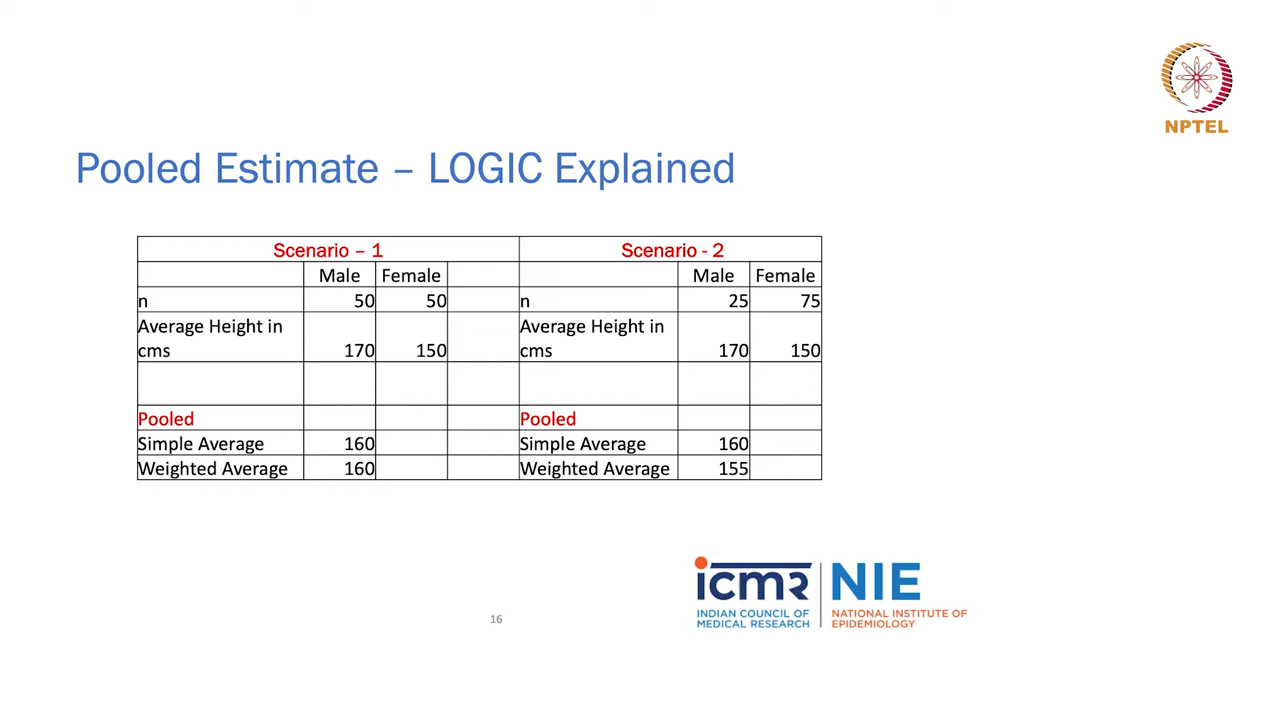 NPTEL
Pooled Estimate – LOGIC Explained
Scenario – 1 Scenario - 2
Male Female Male Female
n 50 50 n 25 75
Average Height in Average Height in
cms 170 150 cms 170 150
Pooled Pooled
Simple Average 160 Simple Average 160
Weighted Average 160 Weighted Average 155
icmr NIE
INDIAN COUNCIL OF NATIONAL INSTITUTE OF
MEDICAL RESEARCH EPIDEMIOLOGY
16